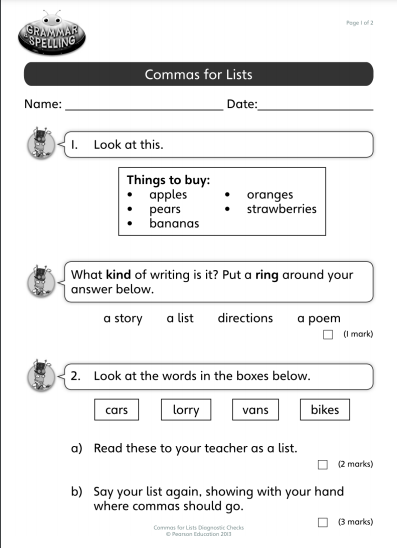 GRAMMAR
SPELLING
Page 1 of 2
Commas for Lists
Name: ____________________ Date:_______________
1. Look at this.
Things to buy:
• apples • oranges
• pears • strawberries
• bananas
What kind of writing is it? Put a ring around your
answer below.
a story a list directions a poem
(1 mark)
2. Look at the words in the boxes below.
cars lorry vans bikes
a) Read these to your teacher as a list.
(2 marks)
b) Say your list again, showing with your hand
where commas should go.
(3 marks)
Commas for Lists Diagnostic Checks
© Pearson Education 2013